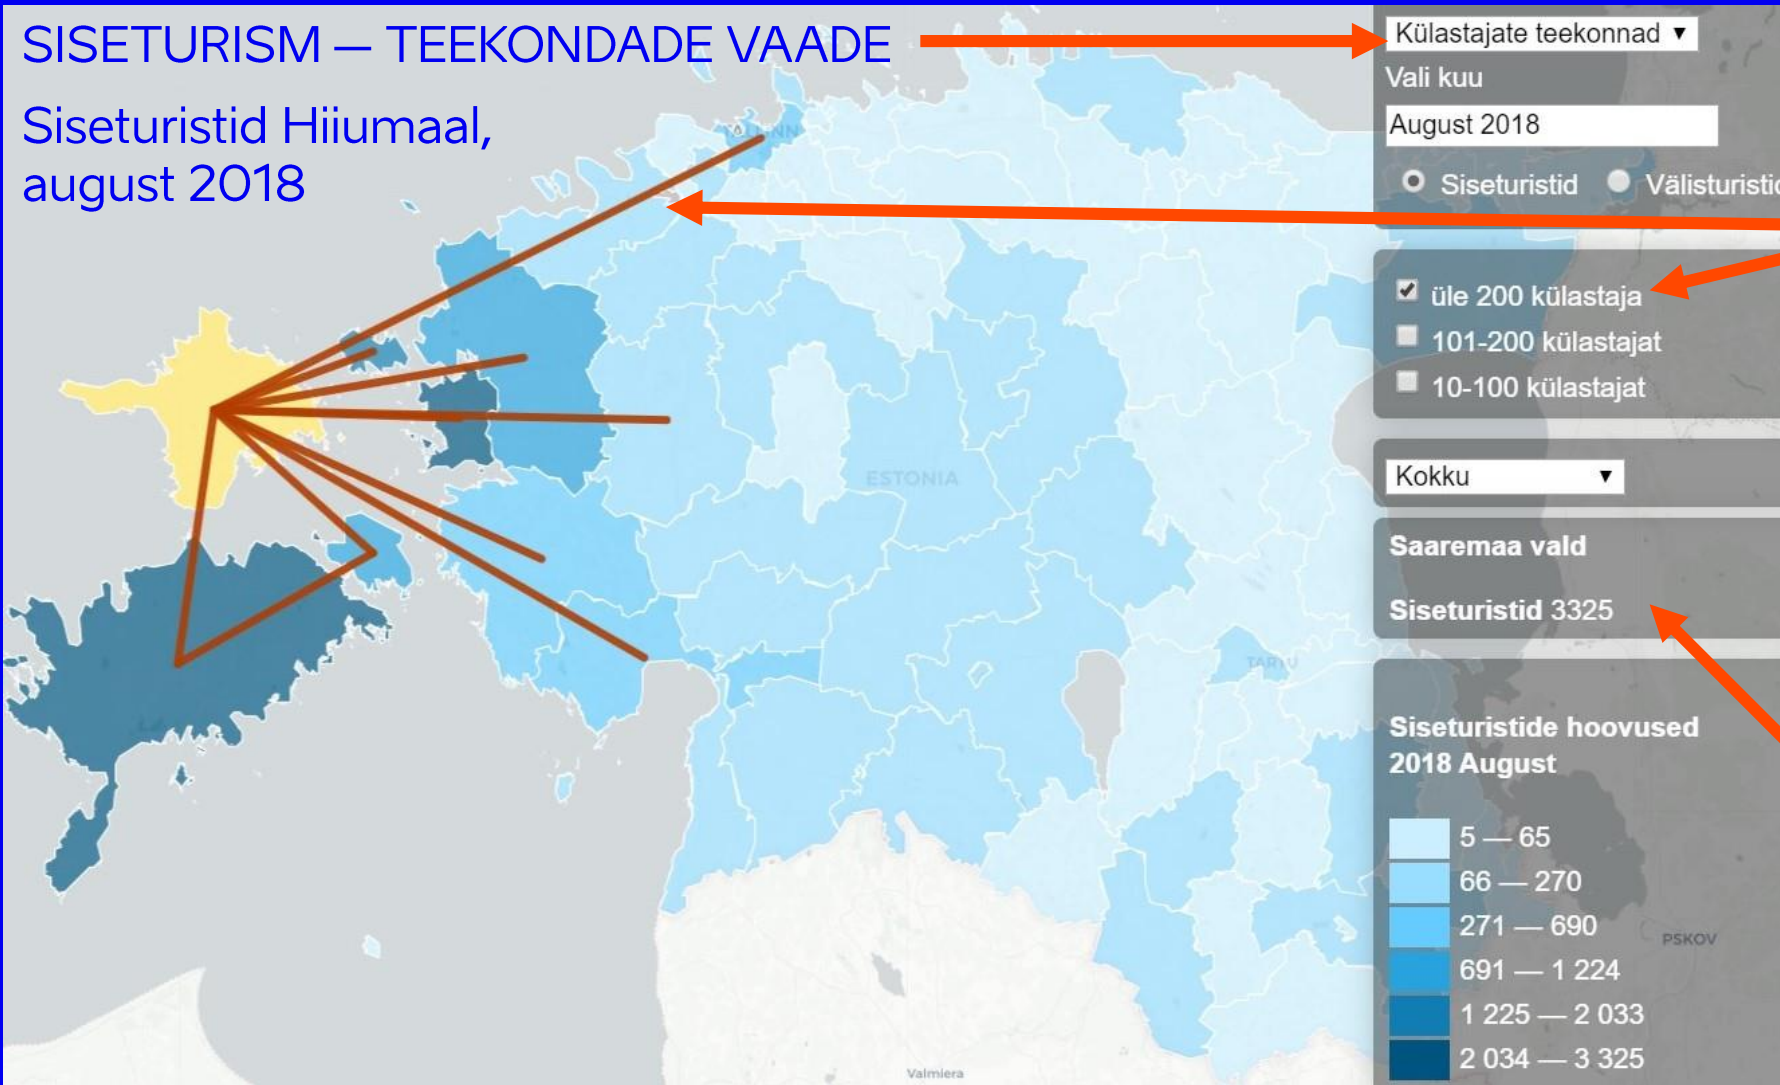 SISETURISM — TEEKONDADE VAADE
Siseturistid Hiiumaal,
august 2018
Külastajate teekonnad
Vali kuu
August 2018
Siseturistid
üle 200 külastaja
101-200 külastajat
10-100 külastajat
Kokku
Saaremaa vald
Siseturistid 3325
Siseturistide hoovused
2018 August
5 — 65
66 — 270
271 — 690
691 — 1 224
1 225 — 2 033
2 034 — 3 325
TALLINN
ESTONIA
TARTU
PSKOV
Valmiera